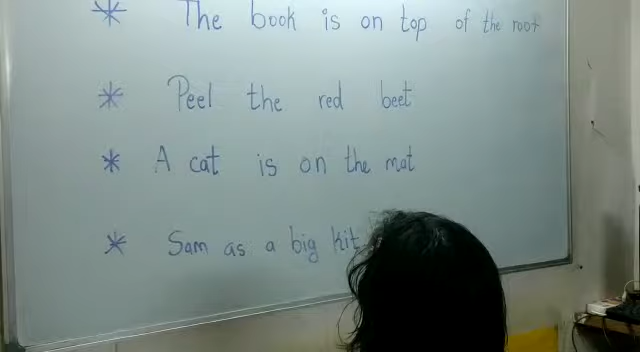 * The book is on top of the root
* Peel the red beet
* A cat is on the mat
* Sam as a big kit